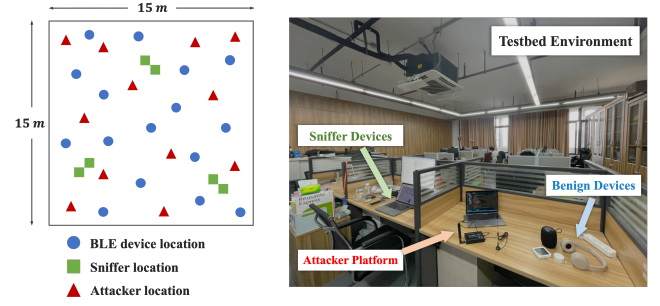 15 m
15 m
BLE device location
Sniffer location
Attacker location
Testbed Environment
Sniffer Devices
Benign Devices
Attacker Platform